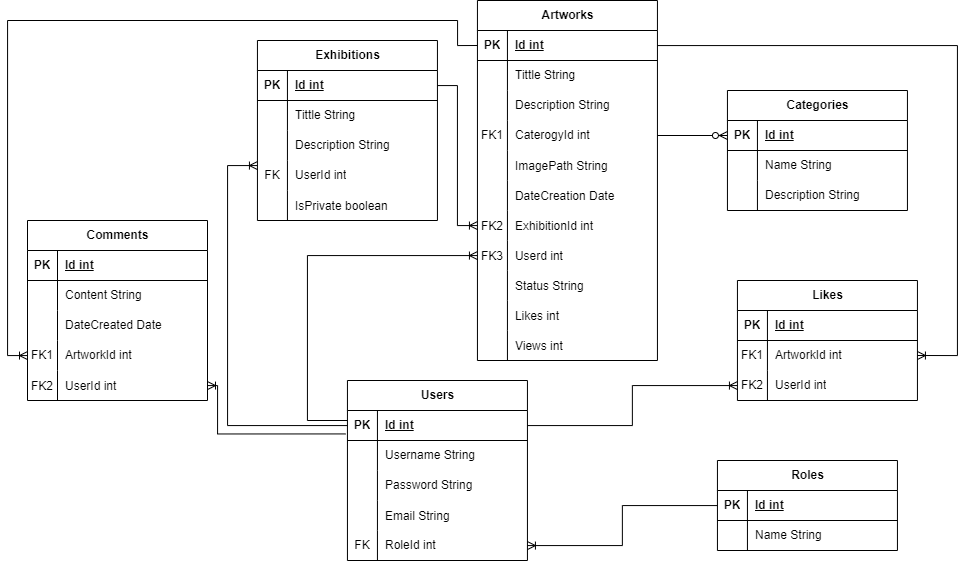 Artworks
PK Id int
Tittle String
Description String
FK1 CaterogyId int
ImagePath String
DateCreation Date
FK2 ExhibitionId int
FK3 Userd int
Status String
Likes int
Views int
Exhibitions
PK Id int
Tittle String
Description String
FK UserId int
IsPrivate boolean
Categories
PK Id int
Name String
Description String
Comments
PK Id int
Content String
DateCreated Date
FK1 ArtworkId int
FK2 UserId int
Likes
PK Id int
FK1 ArtworkId int
FK2 UserId int
Users
PK Id int
Username String
Password String
Email String
FK RoleId int
Roles
PK Id int
Name String